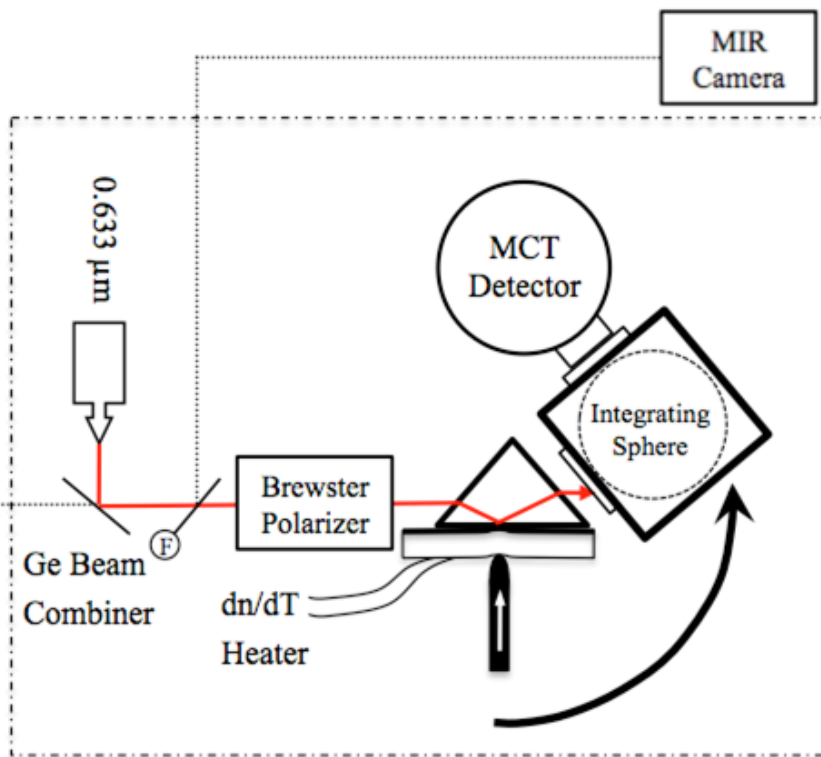 MIR
Camera
0.633 µm
MCT
Detector
Integrating
Sphere
Brewster
Polarizer
F
Ge Beam
Combiner
dn/dT
Heater